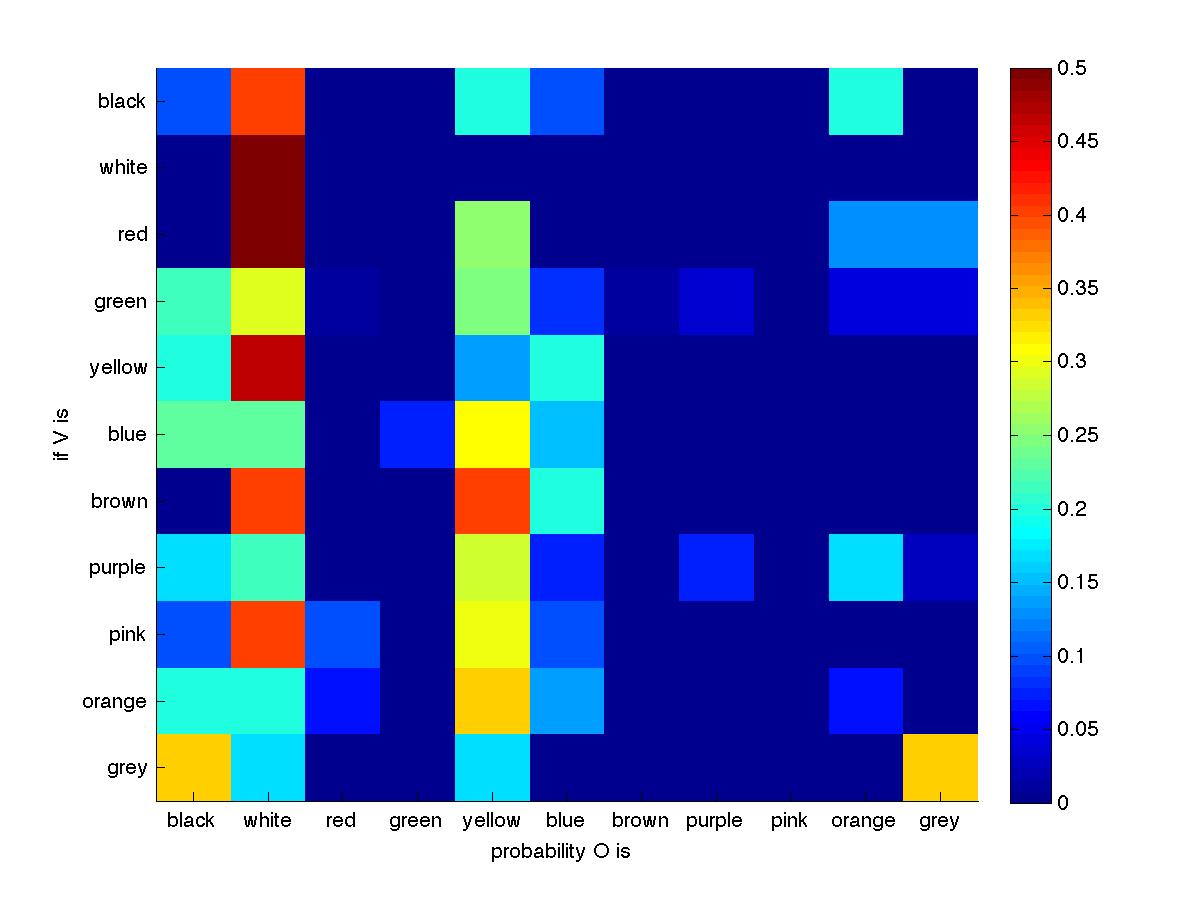 black
white
red
green
yellow
blue
brown
purple
pink
orange
grey
if V is
black white red green yellow blue brown purple pink orange grey
probability O is
0.5
0.45
0.4
0.35
0.3
0.25
0.2
0.15
0.1
0.05
0